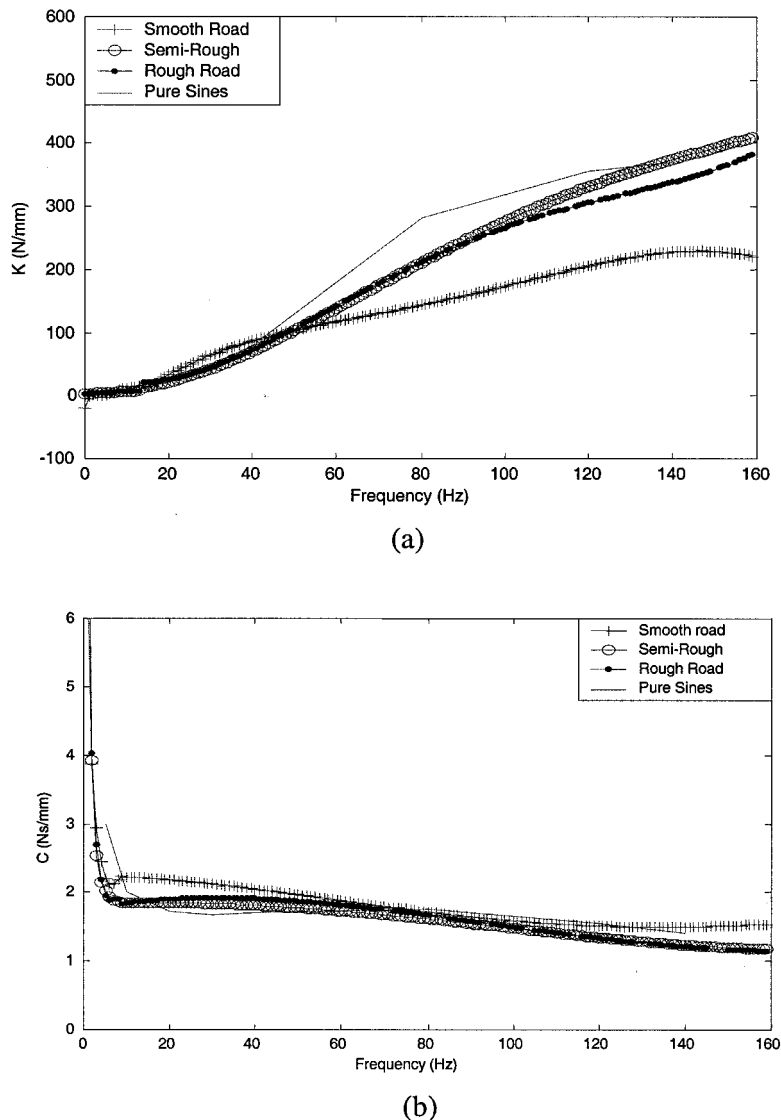 Smooth Road
Semi-Rough
Rough Road
Pure Sines
600
500
400
300
200
100
0
-100
K (N/mm)
0 20 40 60 80 100 120 140 160
Frequency (Hz)
(a)
Smooth road
Semi-Rough
Rough Road
Pure Sines
6
5
4
3
2
1
0
C (Ns/mm)
0 20 40 60 80 100 120 140 160
Frequency (Hz)
(b)